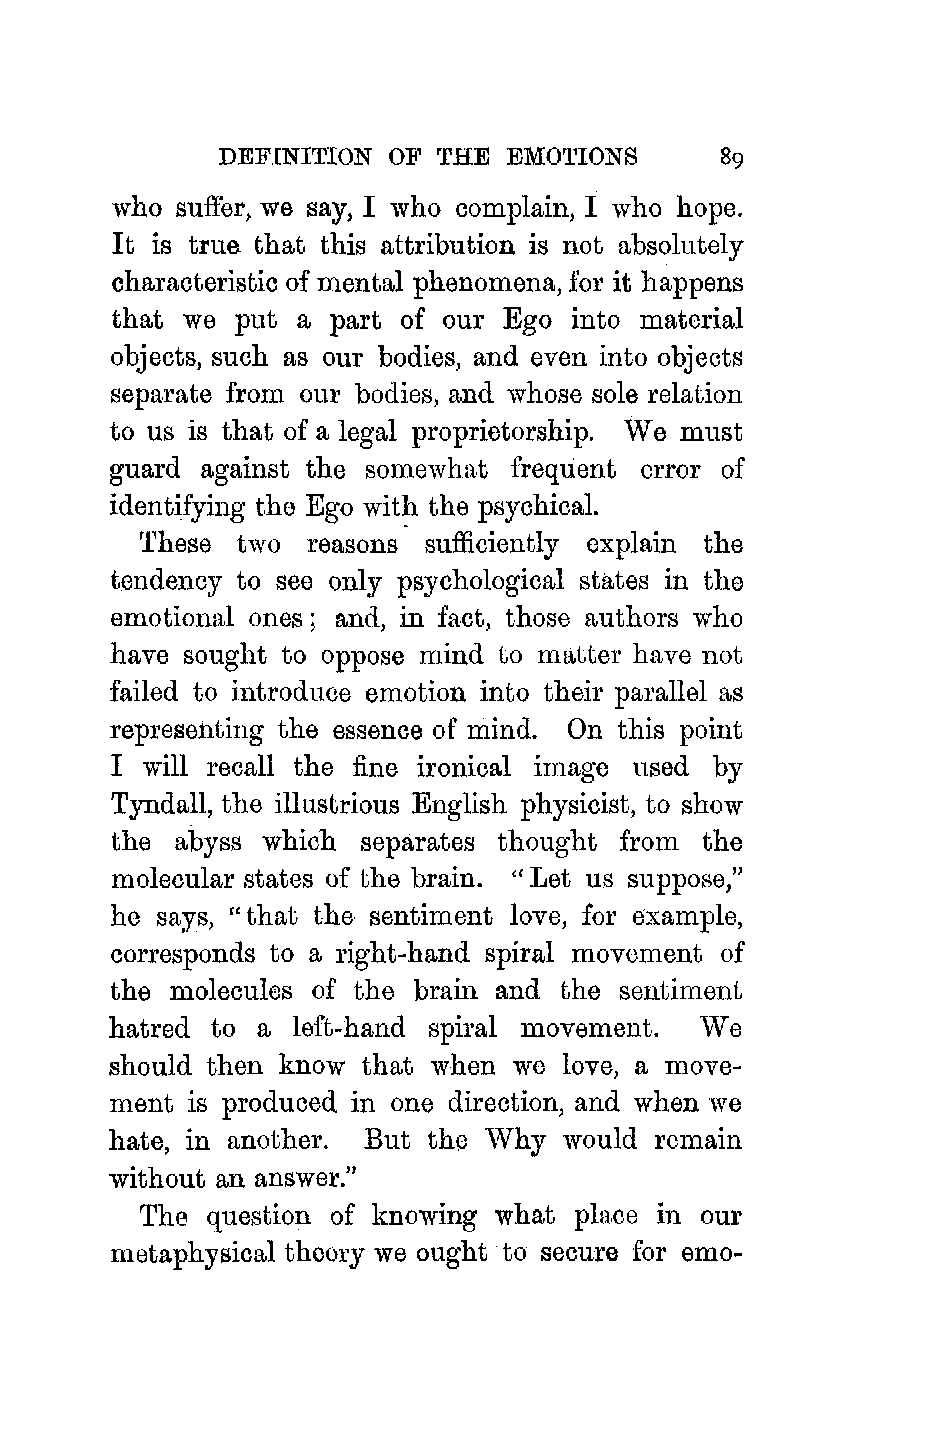 DEFINITION OF THE EMOTIONS 89
who suffer, we say, I who complain, I who hope.
It is true that this attribution is not absolutely
characteristic of mental phenomena, for it happens
that we put a part of our Ego into material
objects, such as our bodies, and even into objects
separate from our bodies, and whose sole relation
to us is that of a legal proprietorship. We must
guard against the somewhat frequent error of
identifying the Ego with the psychical.
These two reasons sufficiently explain the
tendency to see only psychological states in the
emotional ones; and, in fact, those authors who
have sought to oppose mind to matter have not
failed to introduce emotion into their parallel as
representing the essence of mind. On this point
I will recall the fine ironical image used by
Tyndall, the illustrious English physicist, to show
the abyss which separates thought from the
molecular states of the brain. "Let us suppose,"
he says, "that the sentiment love, for example,
corresponds to a right-hand spiral movement of
the molecules of the brain and the sentiment
hatred to a left-hand spiral movement. We
should then know that when we love, a move-
ment is produced in one direction, and when we
hate, in another. But the Why would remain
without an answer."
The question of knowing what place in our
metaphysical theory we ought to secure for emo-